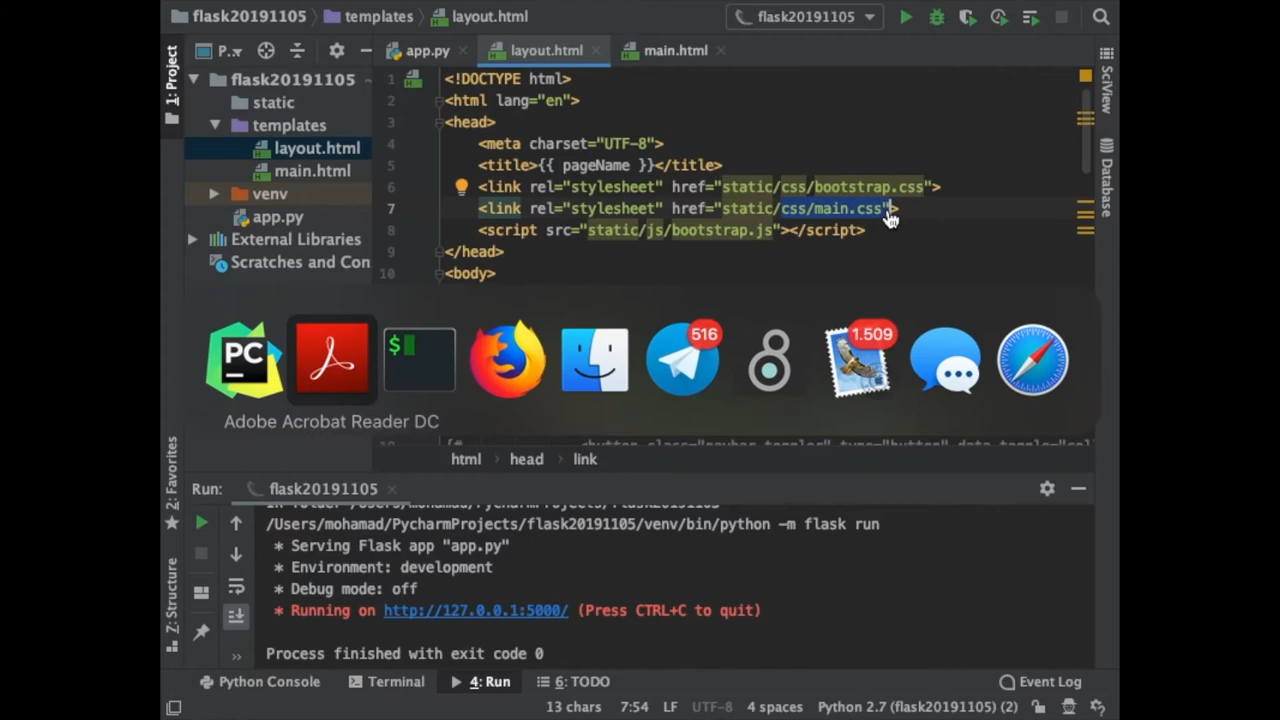 flask20191105
templates
layout.html
flask20191105
1: Project
P...
app.py
layout.html
main.html
SciView
Database
flask20191105
static
templates
layout.html
main.html
venv
app.py
External Libraries
Scratches and Con
1 <!DOCTYPE html>
2 <html lang="en">
3 <head>
4 <meta charset="UTF-8">
5 <title>{{ pageName }}</title>
6 <link rel="stylesheet" href="static/css/bootstrap.css">
7 <link rel="stylesheet" href="static/css/main.css">
8 <script src="static/js/bootstrap.js"></script>
9 </head>
10 <body>
PC
$
516
1.509
Adobe Acrobat Reader DC
html
head
link
2: Favorites
7: Structure
Run:
flask20191105
/Users/mohamad/PycharmProjects/flask20191105/venv/bin/python -m flask run
* Serving Flask app "app.py"
* Environment: development
* Debug mode: off
* Running on http://127.0.0.1:5000/ (Press CTRL+C to quit)
Process finished with exit code 0
Python Console
Terminal
4: Run
6: TODO
Event Log
13 chars
7:54
LF
UTF-8
4 spaces
Python 2.7 (flask20191105) (2)